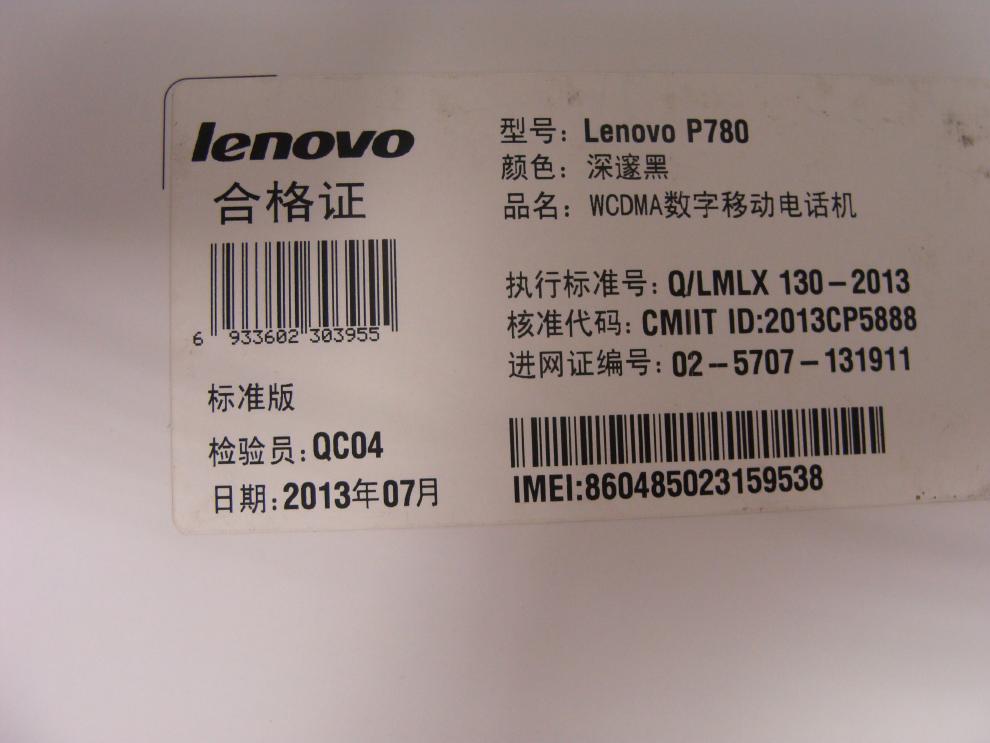 lenovo
合格证
6 933602 303955
标准版
检验员:QC04
日期:2013年07月
型号: Lenovo P780
颜色: 深邃黑
品名: WCDMA数字移动电话机
执行标准号: Q/LMLX 130-2013
核准代码: CMIIT ID:2013CP5888
进网证编号: 02--5707-131911
IMEI:860485023159538